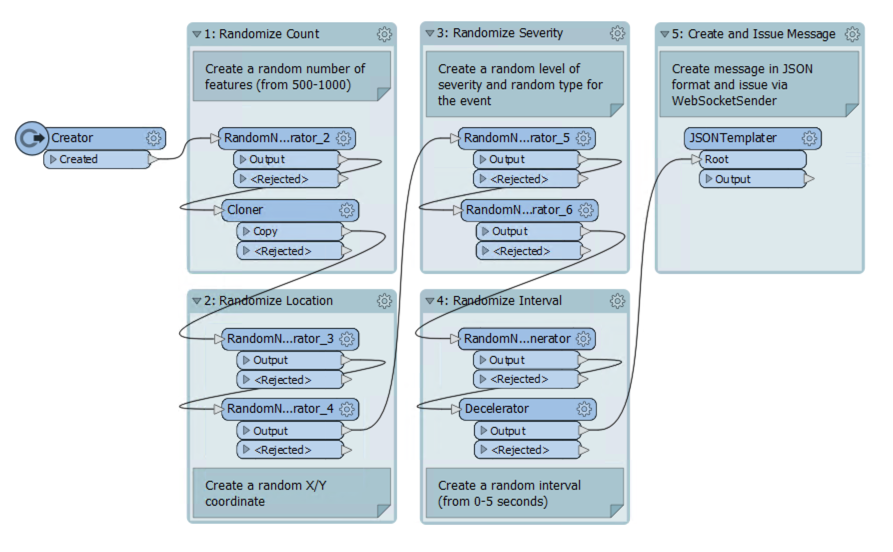 Creator
Created
1: Randomize Count
Create a random number of
features (from 500-1000)
RandomN...rator_2
Output
<Rejected>
Cloner
Copy
<Rejected>
2: Randomize Location
RandomN...rator_3
Output
<Rejected>
RandomN...rator_4
Output
<Rejected>
Create a random X/Y
coordinate
3: Randomize Severity
Create a random level of
severity and random type for
the event
RandomN...rator_5
Output
<Rejected>
RandomN...rator_6
Output
<Rejected>
4: Randomize Interval
RandomN...nerator
Output
<Rejected>
Decelerator
Output
<Rejected>
Create a random interval
(from 0-5 seconds)
5: Create and Issue Message
Create message in JSON
format and issue via
WebSocketSender
JSONTemplater
Root
Output